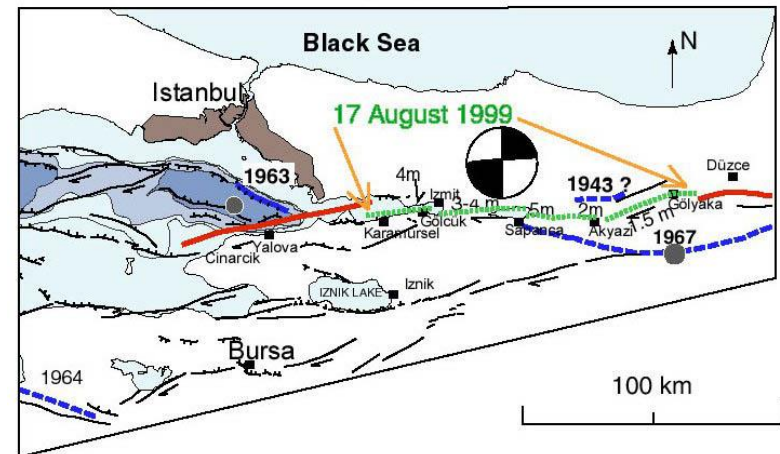 Black Sea
N
Istanbul
17 August 1999
1963
4m
Izmit
1943 ?
Düzce
3-4 m
5m
2m
1.5 m
Gölyaka
Karamürsel
Golcuk
Sapanca
Akyazi
Yalova
Cinarcik
1967
IZNIK LAKE
Iznik
Bursa
1964
100 km